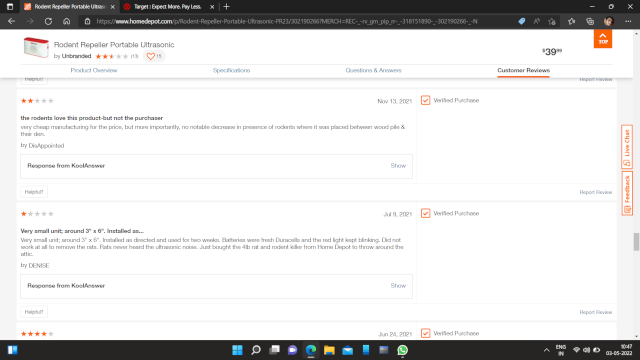 Rodent Repeller Portable Ultraso
Target : Expect More. Pay Less.
https://www.homedepot.com/p/Rodent-Repeller-Portable-Ultrasonic-PR23/302190266?MERCH=REC-_-rv_gm_pip_rr-_-318151890-_-302190266-_-N
Rodent Repeller Portable Ultrasonic
by Unbranded (13) 15
$3999
TOP
Product Overview Specifications Questions & Answers Customer Reviews
Helpful? Report Review
Nov 13, 2021 Verified Purchase
the rodents love this product-but not the purchaser
very cheap manufacturing for the price, but more importantly, no notable decrease in presence of rodents where it was placed between wood pile &
their den.
by DisAppointed
Response from KoolAnswer Show
Helpful? Report Review
Live Chat
Feedback
Jul 9, 2021 Verified Purchase
Very small unit; around 3" x 6". Installed as...
Very small unit; around 3" x 6". Installed as directed and used for two weeks. Batteries were fresh Duracells and the red light kept blinking. Did not
work at all to remove the rats. Rats never heard the ultrasonic noise. Just bought the 4lb rat and rodent killer from Home Depot to throw around the
attic.
by DENISE
Response from KoolAnswer Show
Helpful? Report Review
Jun 24, 2021 Verified Purchase
ENG
IN
10:47
03-05-2022